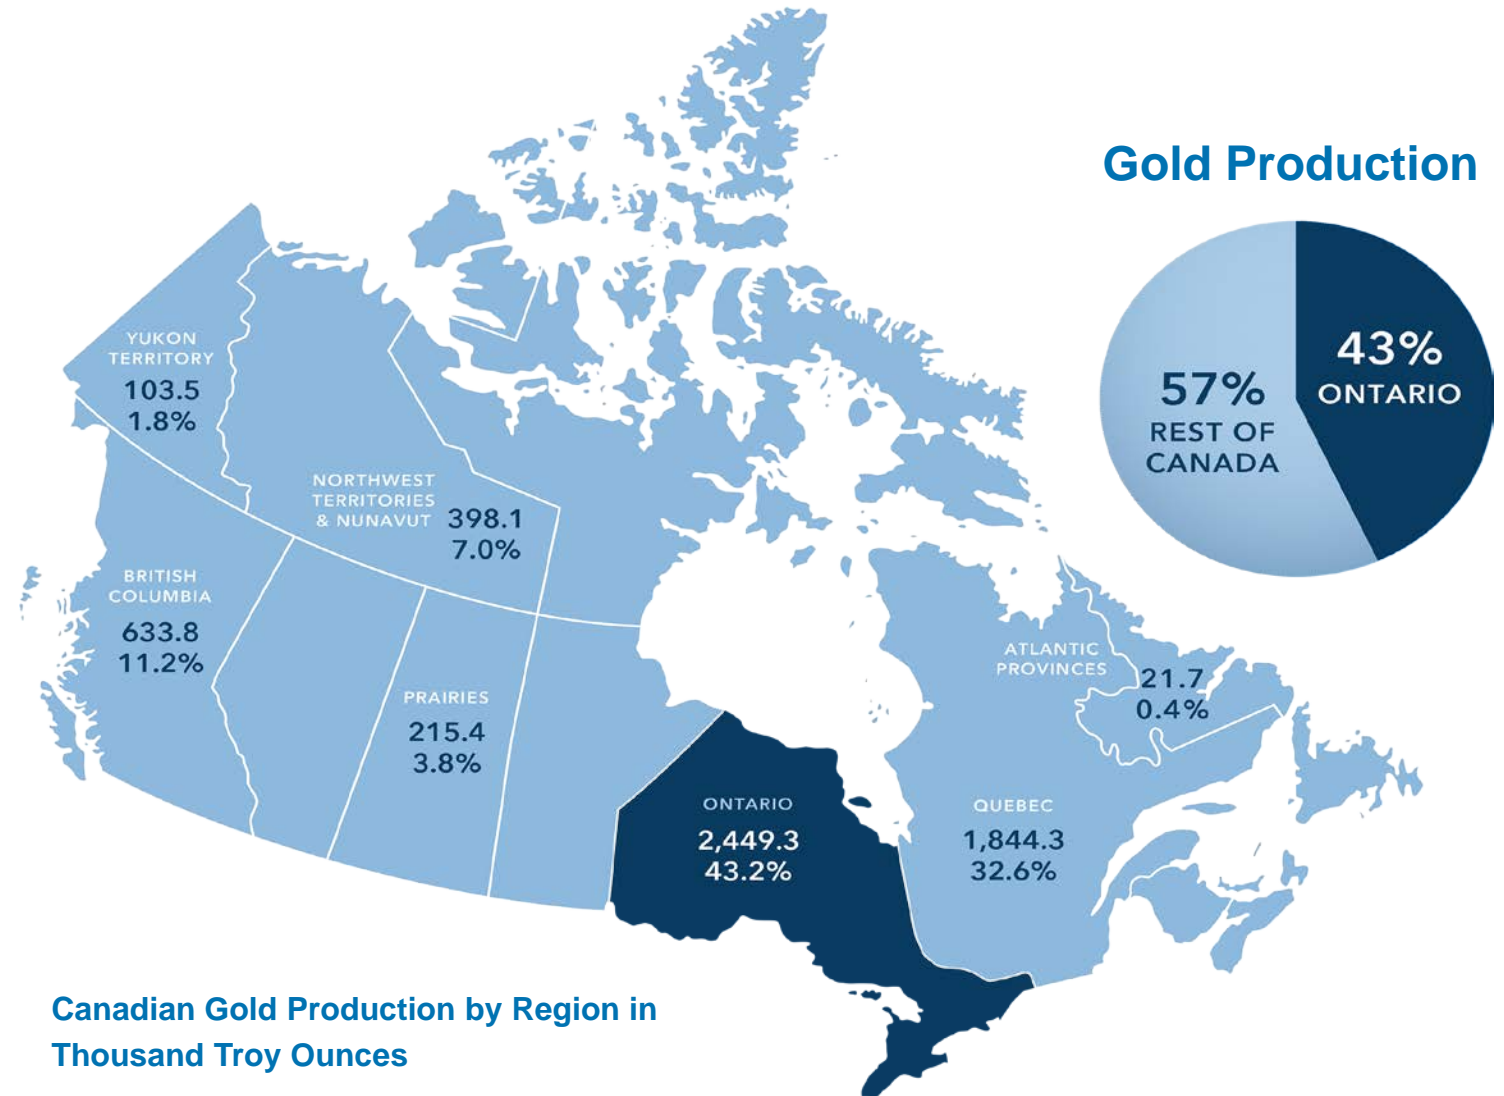 Gold Production
43%
ONTARIO
57%
REST OF
CANADA
YUKON
TERRITORY
103.5
1.8%
NORTHWEST
TERRITORIES
& NUNAVUT
398.1
7.0%
BRITISH
COLUMBIA
633.8
11.2%
PRAIRIES
215.4
3.8%
ONTARIO
2,449.3
43.2%
QUEBEC
1,844.3
32.6%
ATLANTIC
PROVINCES
21.7
0.4%
Canadian Gold Production by Region in
Thousand Troy Ounces